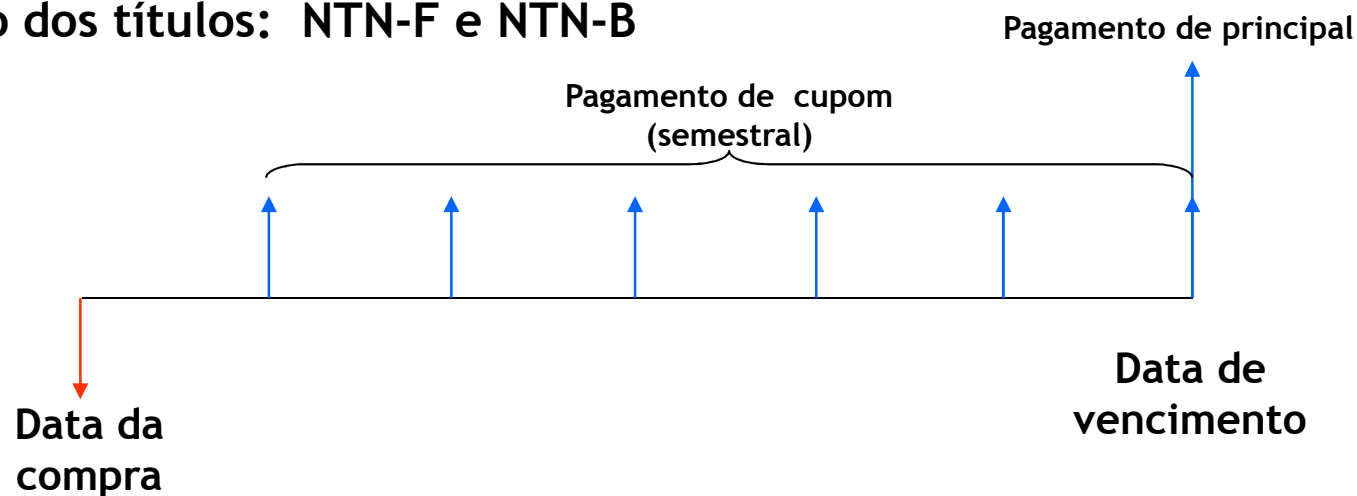 o dos títulos: NTN-F e NTN-B
Pagamento de principal
Pagamento de cupom
(semestral)
Data de
vencimento
Data da
compra